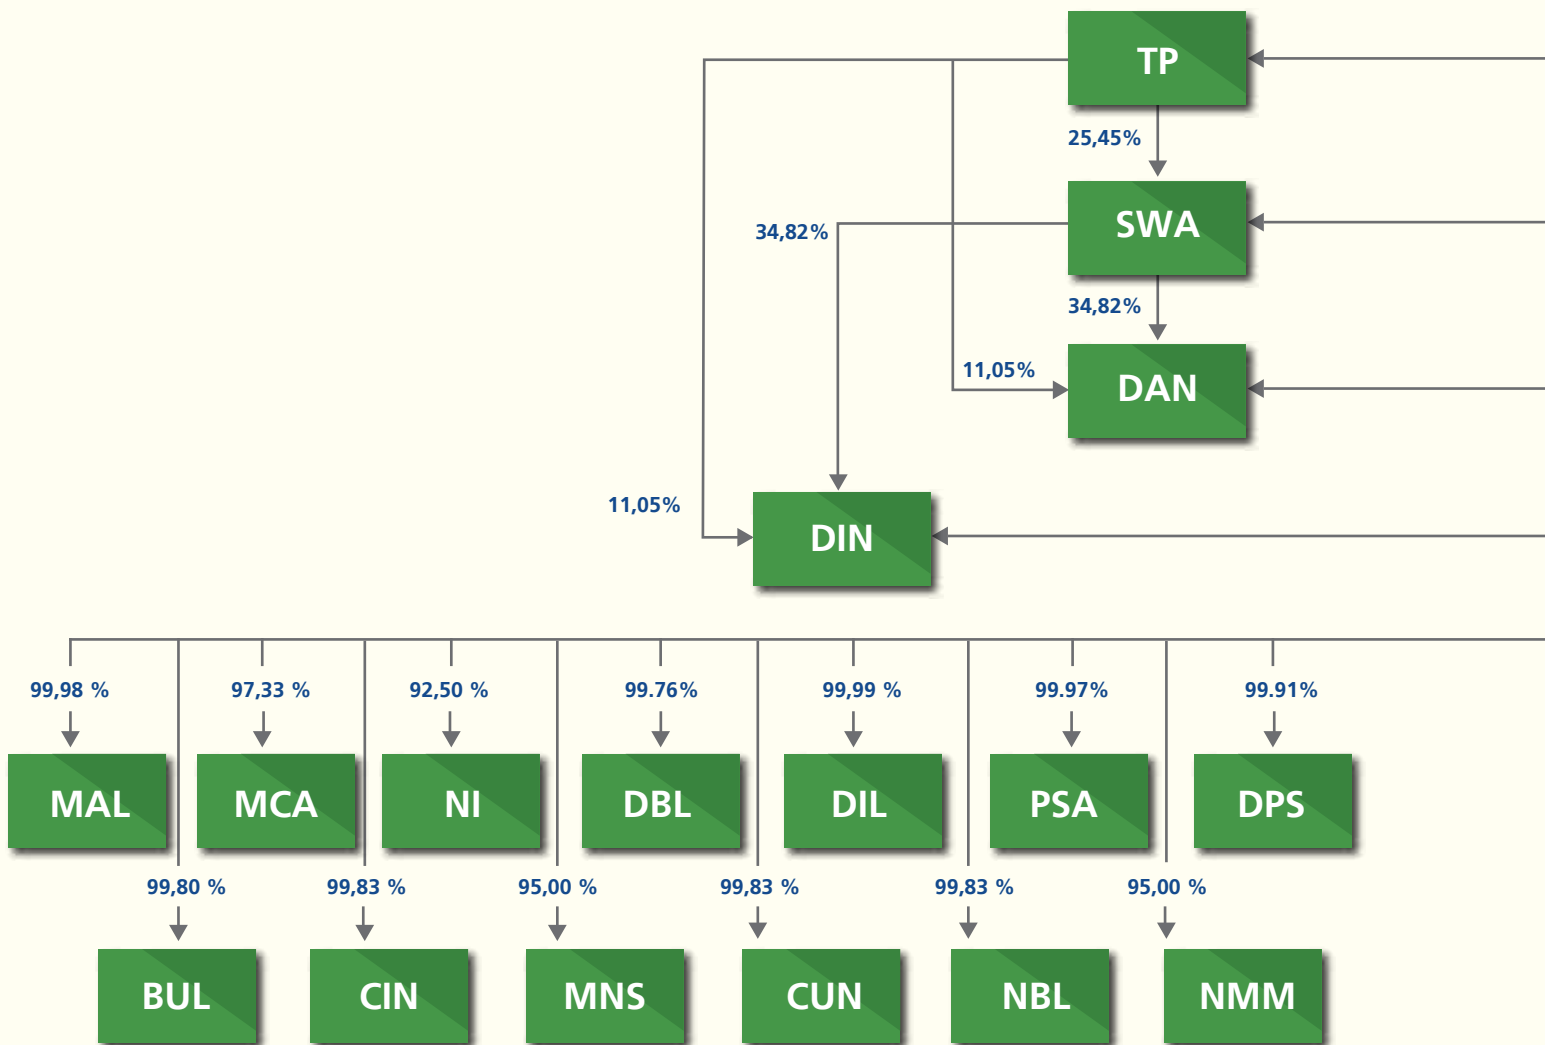 TP
25,45%
SWA
34,82%
34,82%
DAN
11,05%
11,05%
DIN
99,98 %
97,33 %
92,50 %
99.76%
99,99 %
99.97%
99.91%
MAL
MCA
NI
DBL
DIL
PSA
DPS
99,80 %
99,83 %
95,00 %
99,83 %
99,83 %
95,00 %
BUL
CIN
MNS
CUN
NBL
NMM